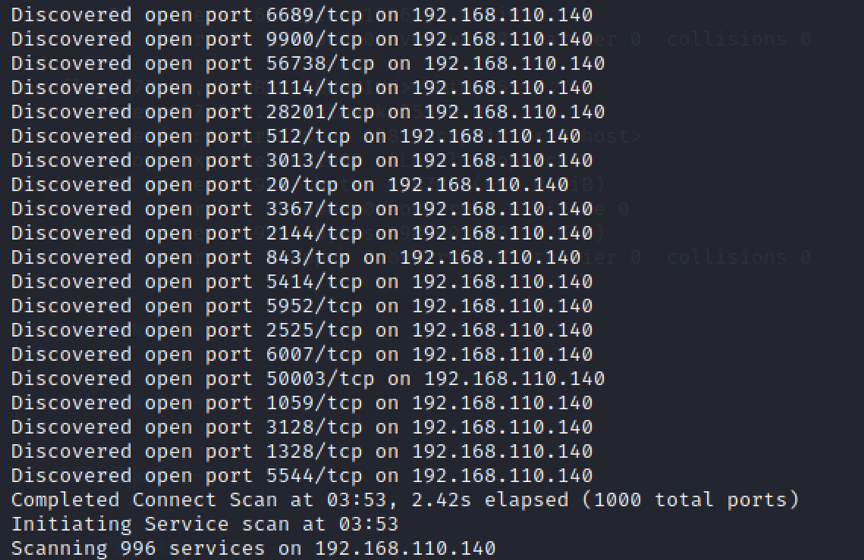 Discovered open port 6689/tcp on 192.168.110.140
Discovered open port 9900/tcp on 192.168.110.140
Discovered open port 56738/tcp on 192.168.110.140
Discovered open port 1114/tcp on 192.168.110.140
Discovered open port 28201/tcp on 192.168.110.140
Discovered open port 512/tcp on 192.168.110.140
Discovered open port 3013/tcp on 192.168.110.140
Discovered open port 20/tcp on 192.168.110.140
Discovered open port 3367/tcp on 192.168.110.140
Discovered open port 2144/tcp on 192.168.110.140
Discovered open port 843/tcp on 192.168.110.140
Discovered open port 5414/tcp on 192.168.110.140
Discovered open port 5952/tcp on 192.168.110.140
Discovered open port 2525/tcp on 192.168.110.140
Discovered open port 6007/tcp on 192.168.110.140
Discovered open port 50003/tcp on 192.168.110.140
Discovered open port 1059/tcp on 192.168.110.140
Discovered open port 3128/tcp on 192.168.110.140
Discovered open port 1328/tcp on 192.168.110.140
Discovered open port 5544/tcp on 192.168.110.140
Completed Connect Scan at 03:53, 2.42s elapsed (1000 total ports)
Initiating Service scan at 03:53
Scanning 996 services on 192.168.110.140